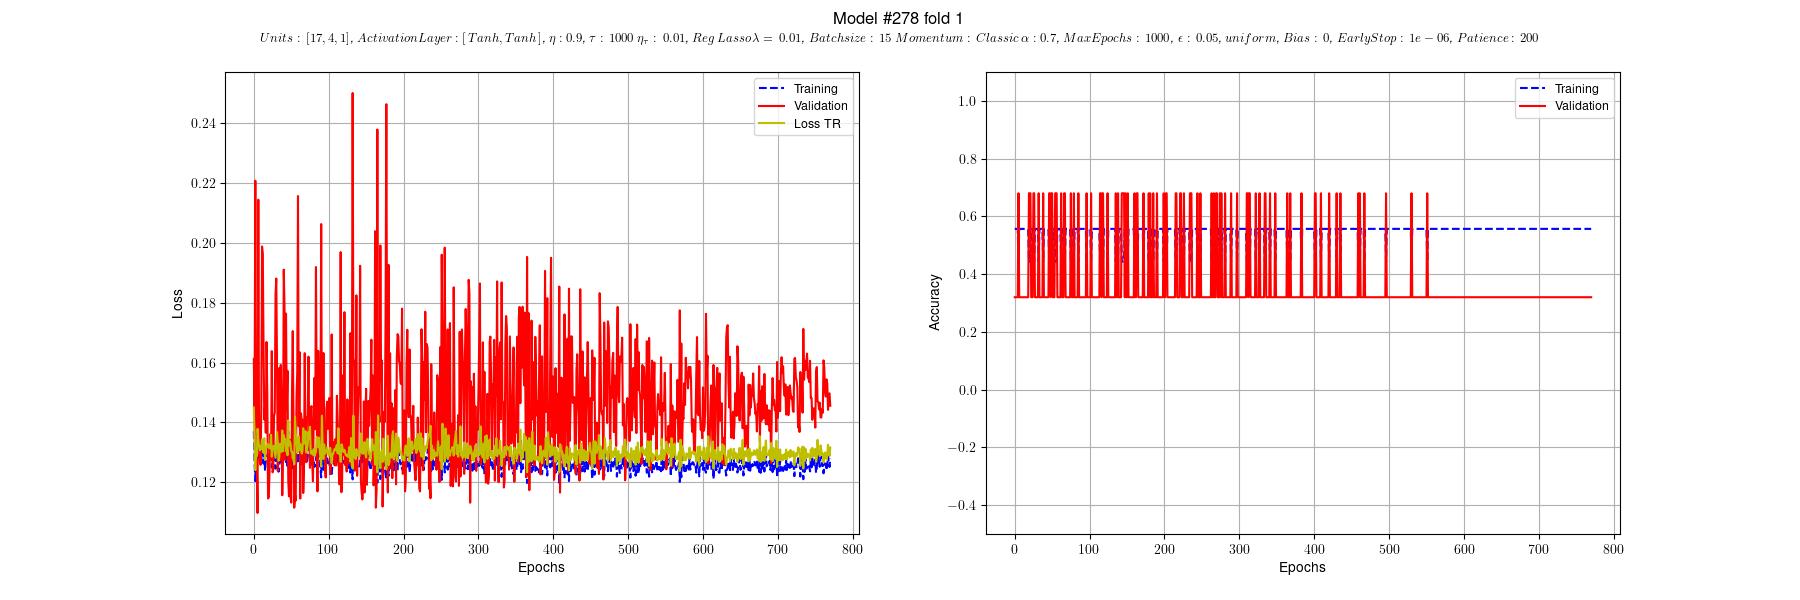 Model #278 fold 1
Units : [17, 4, 1], ActivationLayer : [Tanh, Tanh], η : 0.9, τ : 1000 ητ : 0.01, Reg Lassoλ = 0.01, Batchsize : 15 Momentum : Classic α : 0.7, MaxEpochs : 1000, ϵ : 0.05, uniform, Bias : 0, EarlyStop : 1e − 06, Patience : 200
Loss
0.24
0.22
0.20
0.18
0.16
0.14
0.12
0 100 200 300 400 500 600 700 800
Epochs
Training
Validation
Loss TR
Accuracy
1.0
0.8
0.6
0.4
0.2
0.0
−0.2
−0.4
0 100 200 300 400 500 600 700 800
Epochs
Training
Validation